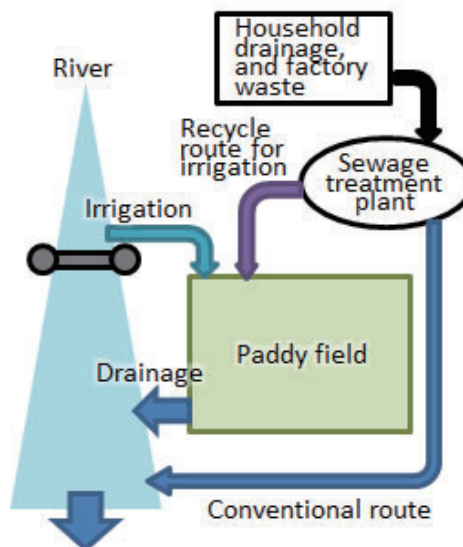 Household
drainage,
and factory
waste
River
Recycle
route for
irrigation
Sewage
treatment
plant
Irrigation
Paddy field
Drainage
Conventional route